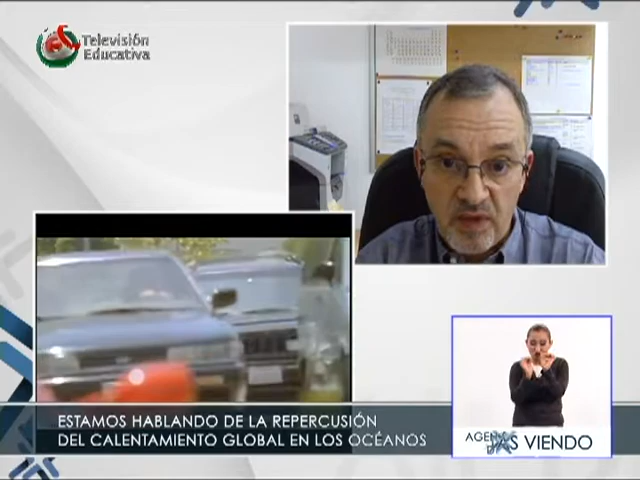 Televisión
Educativa
ESTAMOS HABLANDO DE LA REPERCUSIÓN
DEL CALENTAMIENTO GLOBAL EN LOS OCÉANOS
VIENDO